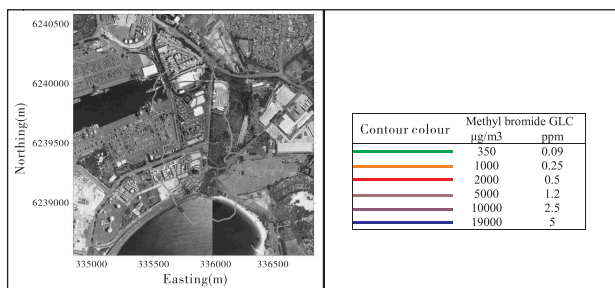 6240500
6240000
6239500
6239000
Northing(m)
335000 335500 336000 336500
Easting(m)
Contour colour Methyl bromide GLC
μg/m3 ppm
350 0.09
1000 0.25
2000 0.5
5000 1.2
10000 2.5
19000 5